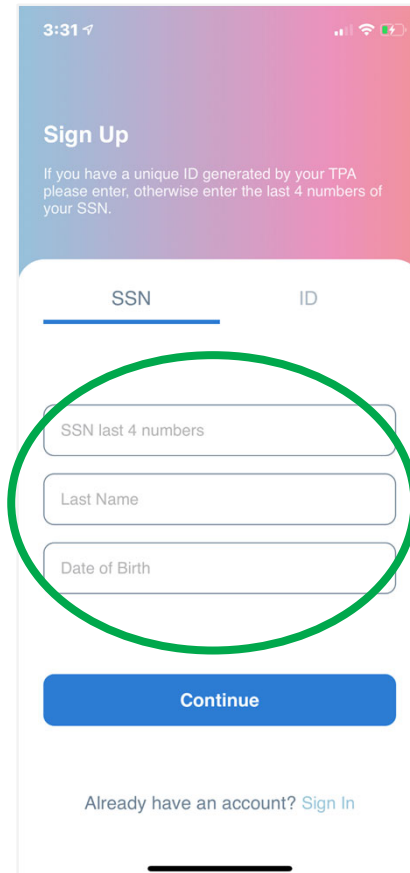 3:31
Sign Up
If you have a unique ID generated by your TPA
please enter, otherwise enter the last 4 numbers of
your SSN.
SSN ID
SSN last 4 numbers
Last Name
Date of Birth
Continue
Already have an account? Sign In